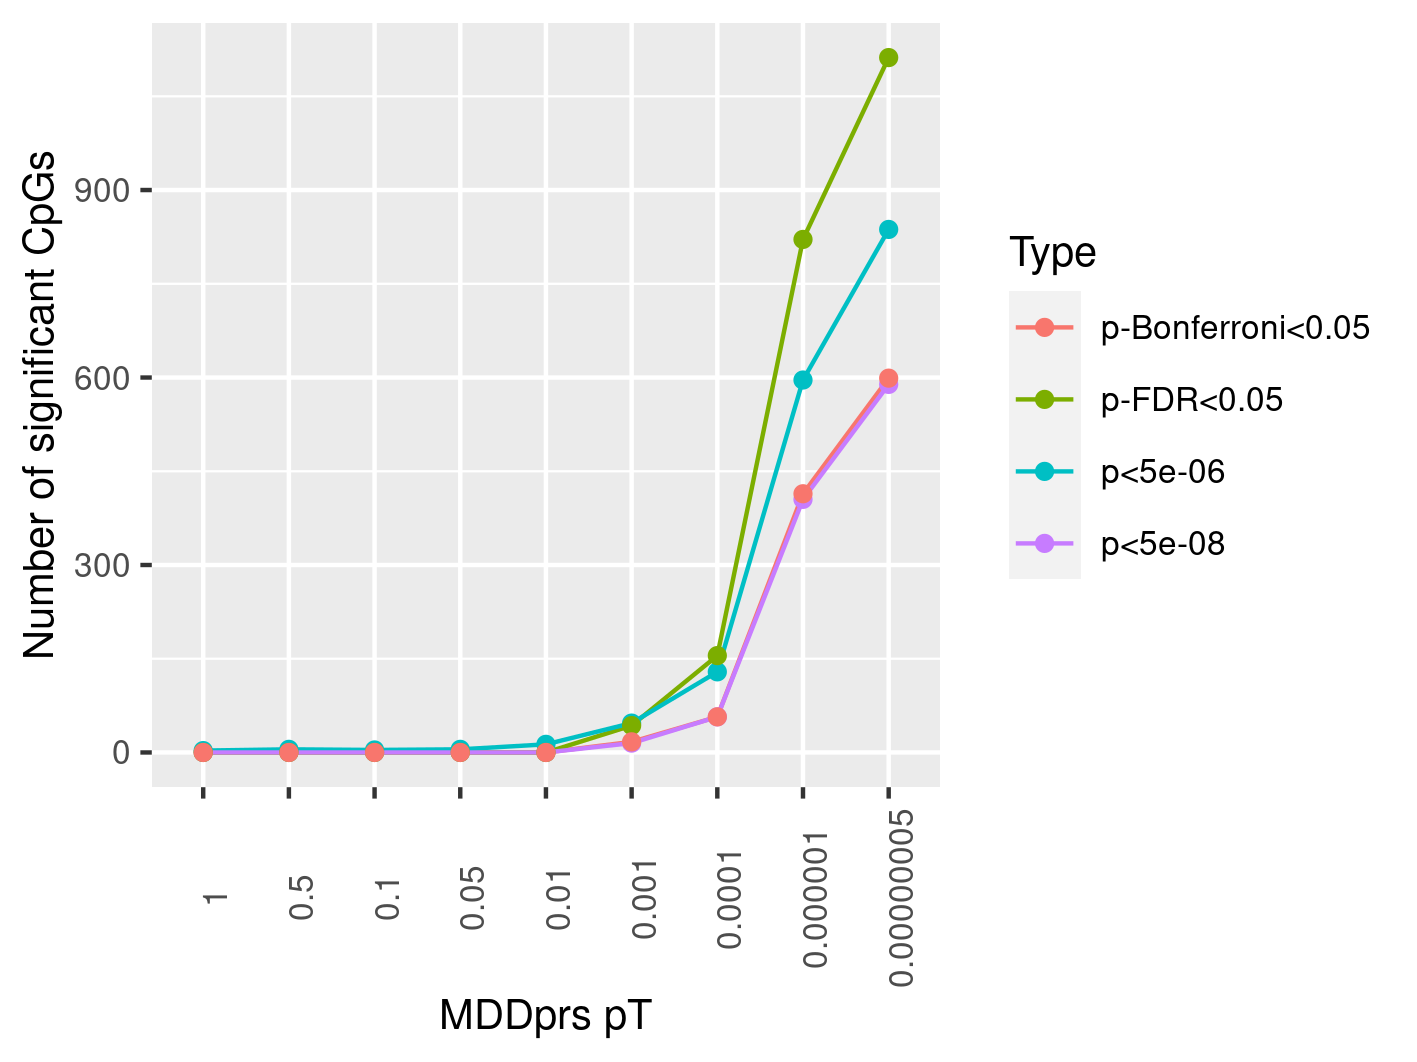 Number of significant CpGs
900
600
300
0
1
0.5
0.1
0.05
0.01
0.001
0.0001
0.000001
0.00000005
MDDprs pT
Type
p-Bonferroni<0.05
p-FDR<0.05
p<5e-06
p<5e-08